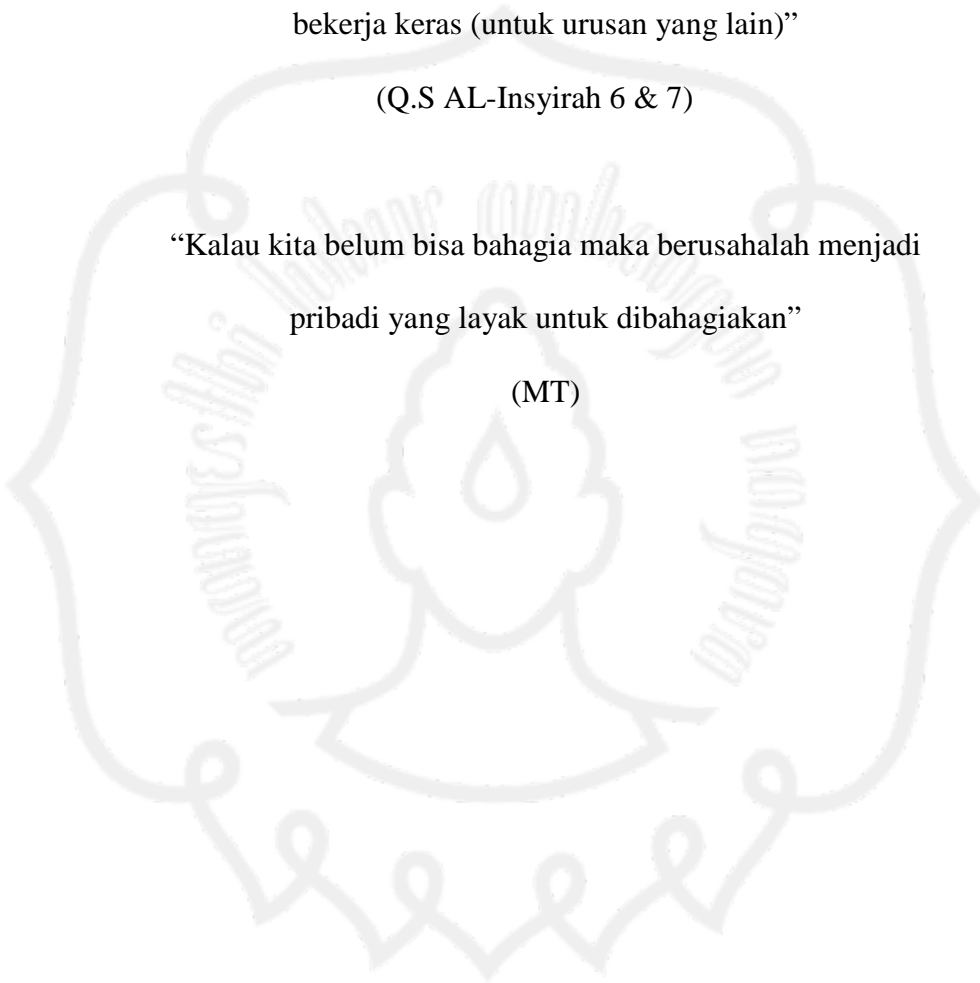 bekerja keras (untuk urusan yang lain)”
(Q.S AL-Insyirah 6 & 7)
“Kalau kita belum bisa bahagia maka berusahalah menjadi
pribadi yang layak untuk dibahagiakan”
(MT)